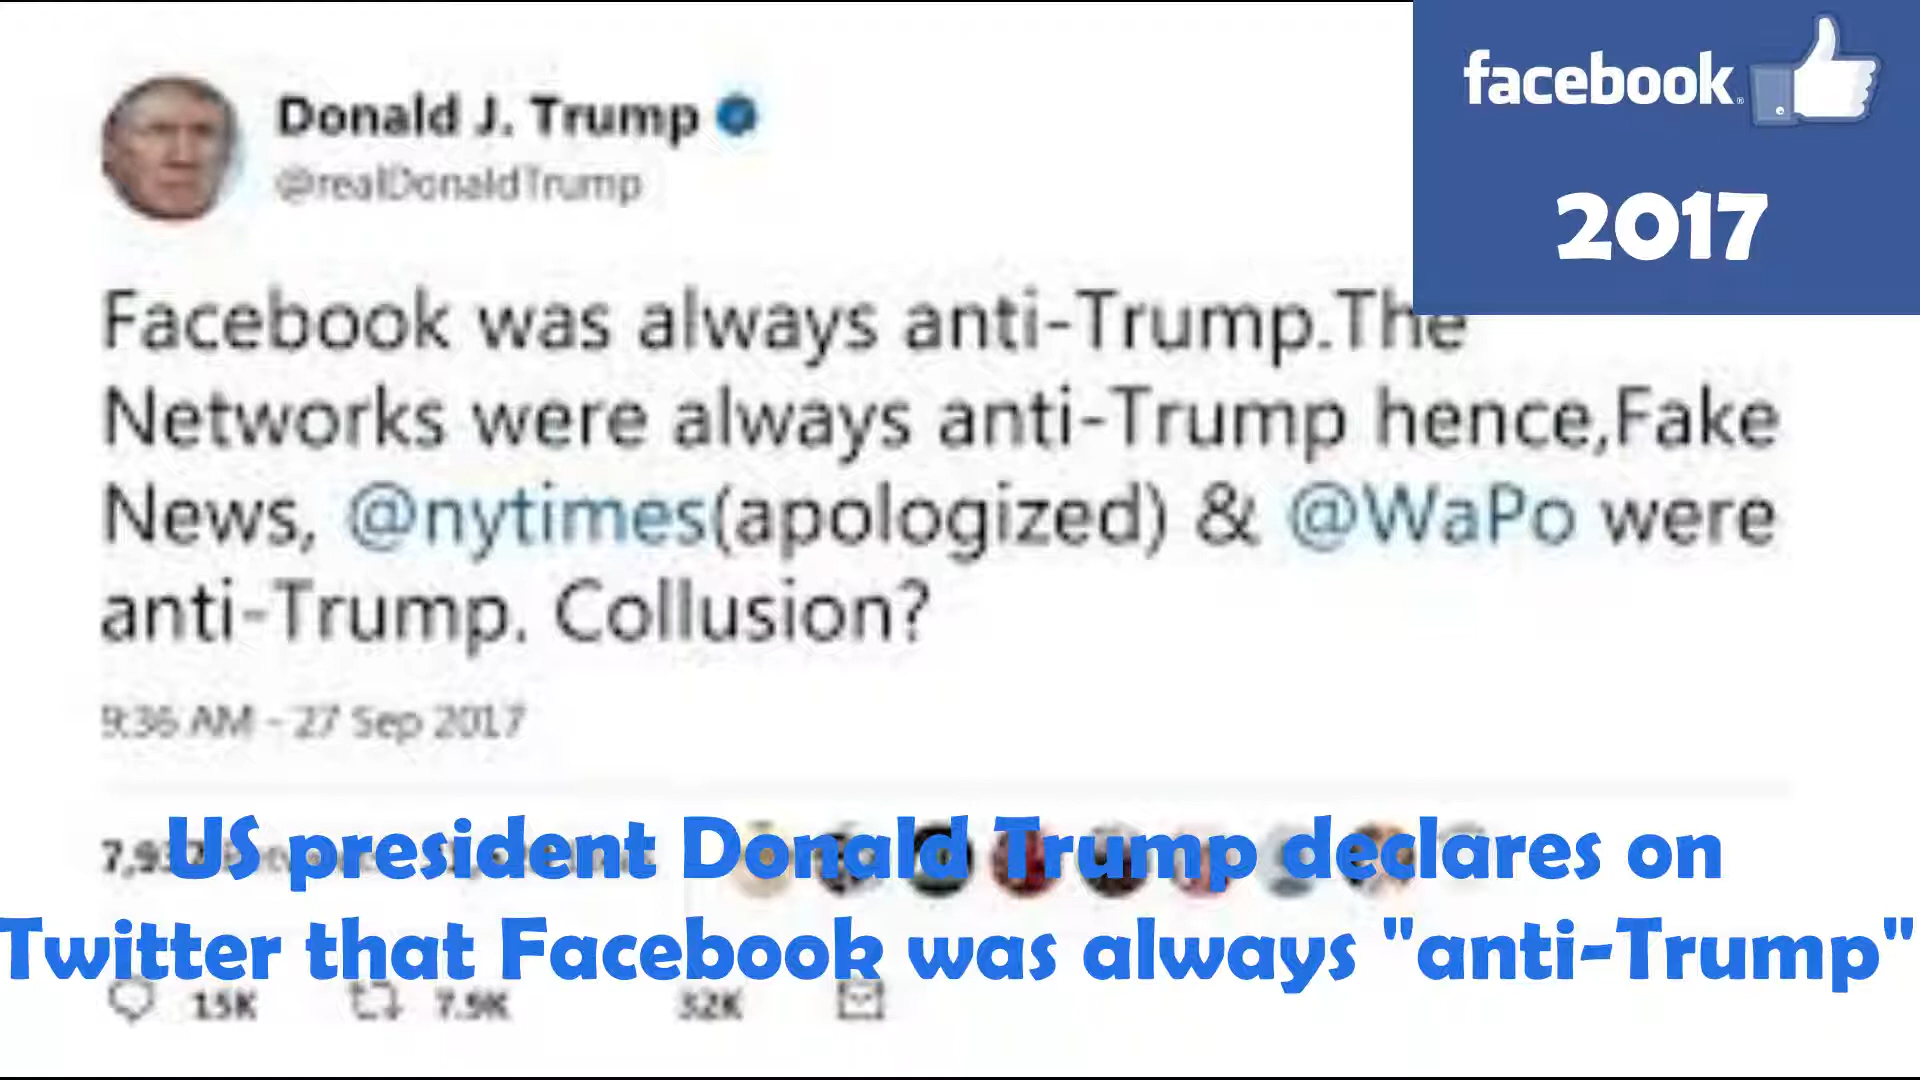 Donald J. Trump
@realDonaldTrump
facebook®
2017
Facebook was always anti-Trump.The
Networks were always anti-Trump hence,Fake
News, @nytimes(apologized) & @WaPo were
anti-Trump. Collusion?
9:36 AM - 27 Sep 2017
US president Donald Trump declares on
Twitter that Facebook was always "anti-Trump"
15K 7.9K 32K